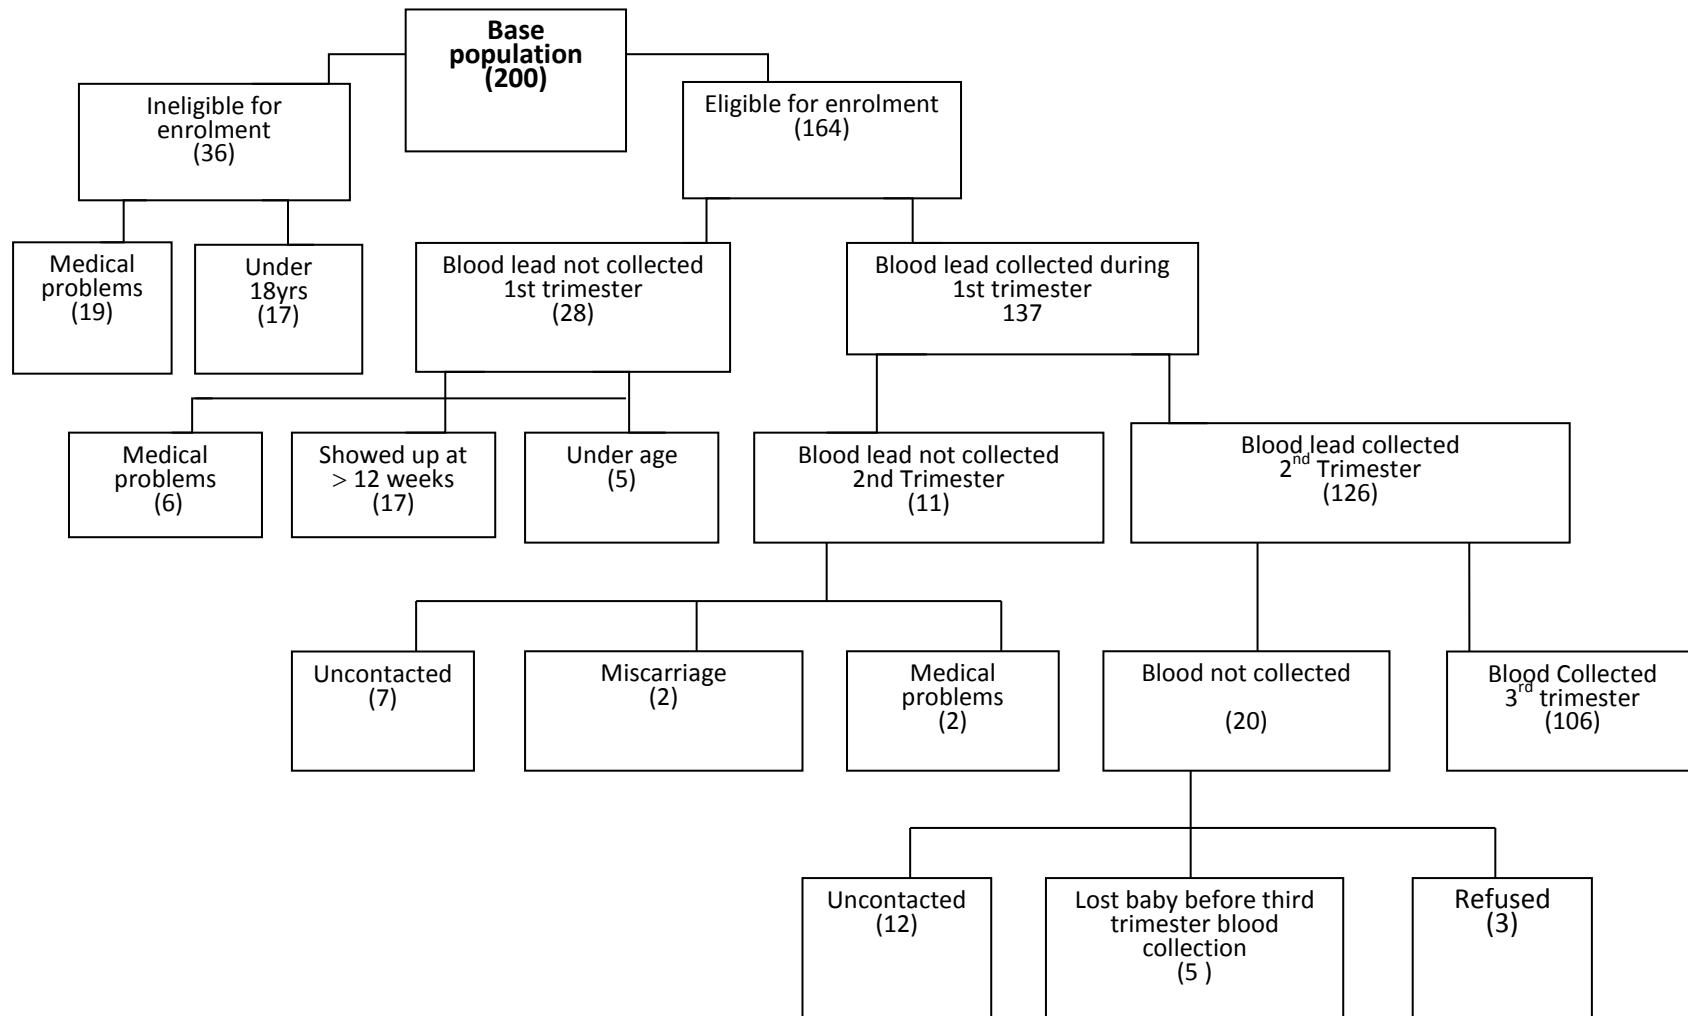 Base
population
(200)
Ineligible for
enrolment
(36)
Eligible for enrolment
(164)
Medical
problems
(19)
Under
18yrs
(17)
Blood lead not collected
1st trimester
(28)
Blood lead collected during
1st trimester
137
Medical
problems
(6)
Showed up at
> 12 weeks
(17)
Under age
(5)
Blood lead not collected
2nd Trimester
(11)
Blood lead collected
2nd Trimester
(126)
Uncontacted
(7)
Miscarriage
(2)
Medical
problems
(2)
Blood not collected
(20)
Blood Collected
3rd trimester
(106)
Uncontacted
(12)
Lost baby before third
trimester blood
collection
(5 )
Refused
(3)